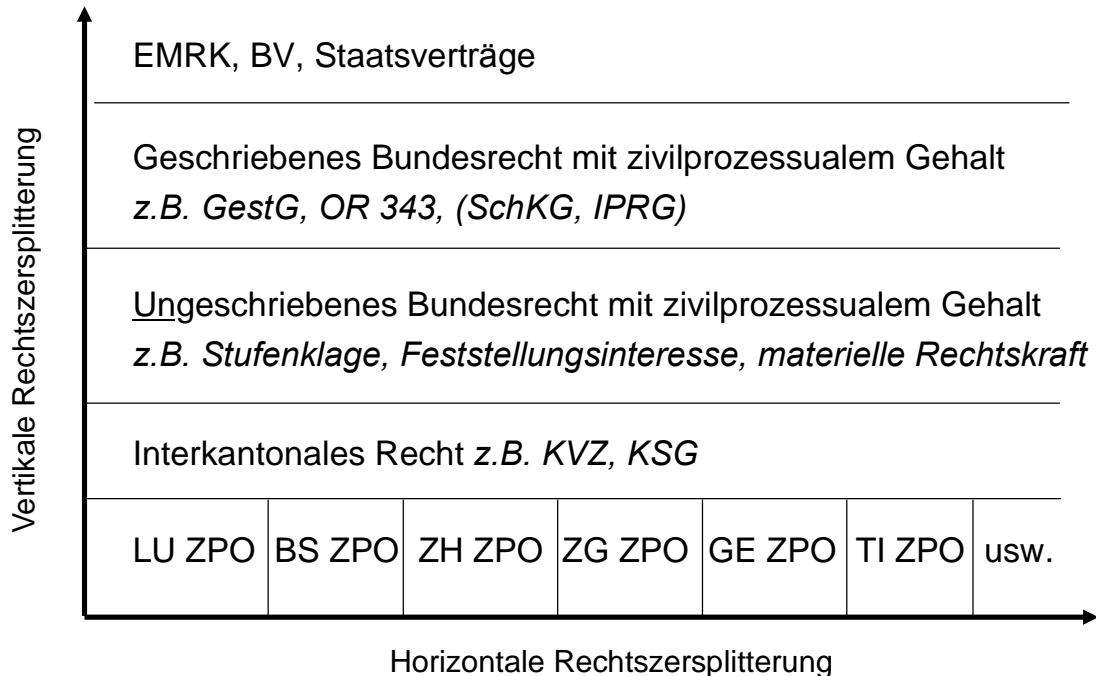 EMRK, BV, Staatsverträge
Geschriebenes Bundesrecht mit zivilprozessualem Gehalt
z.B. GestG, OR 343, (SchKG, IPRG)
Ungeschriebenes Bundesrecht mit zivilprozessualem Gehalt
z.B. Stufenklage, Feststellungsinteresse, materielle Rechtskraft
Interkantonales Recht z.B. KVZ, KSG
LU ZPO BS ZPO ZH ZPO ZG ZPO GE ZPO TI ZPO usw.
Vertikale Rechtszersplitterung
Horizontale Rechtszersplitterung